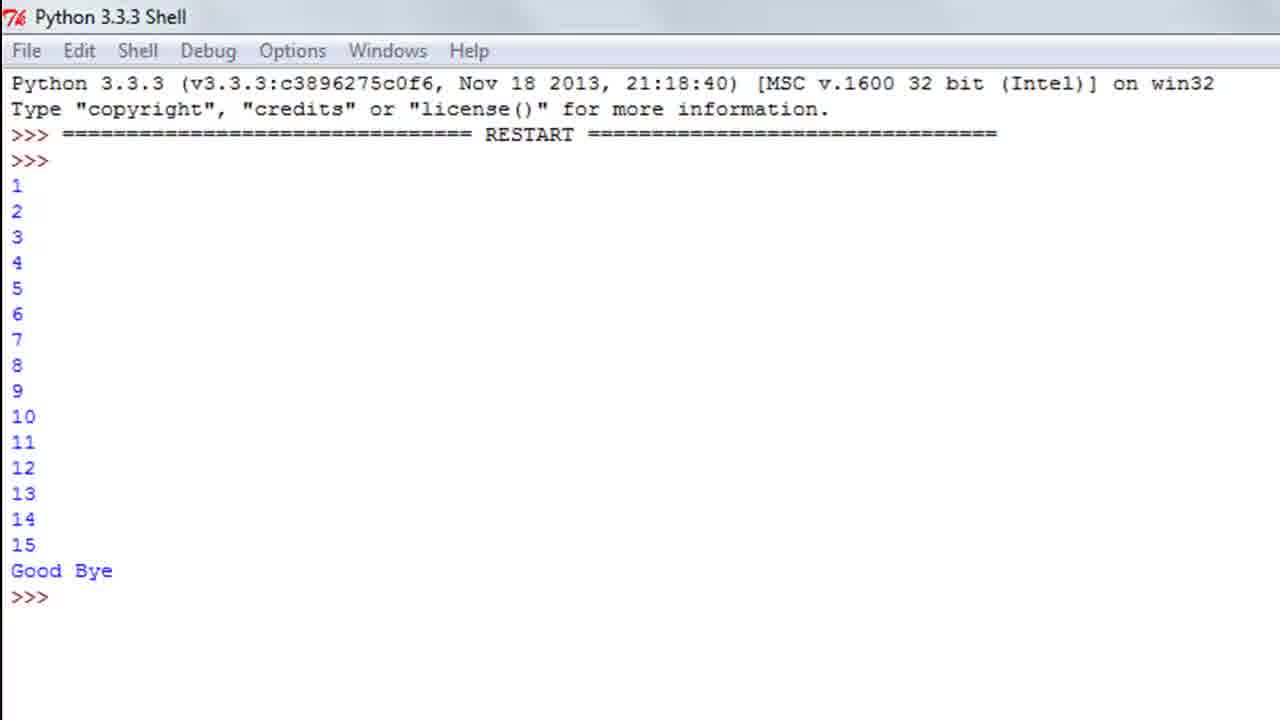 Python 3.3.3 Shell
File Edit Shell Debug Options Windows Help
Python 3.3.3 (v3.3.3:c3896275c0f6, Nov 18 2013, 21:18:40) [MSC v.1600 32 bit (Intel)] on win32
Type "copyright", "credits" or "license()" for more information.
>>> ================================ RESTART ================================
>>>
1
2
3
4
5
6
7
8
9
10
11
12
13
14
15
Good Bye
>>>